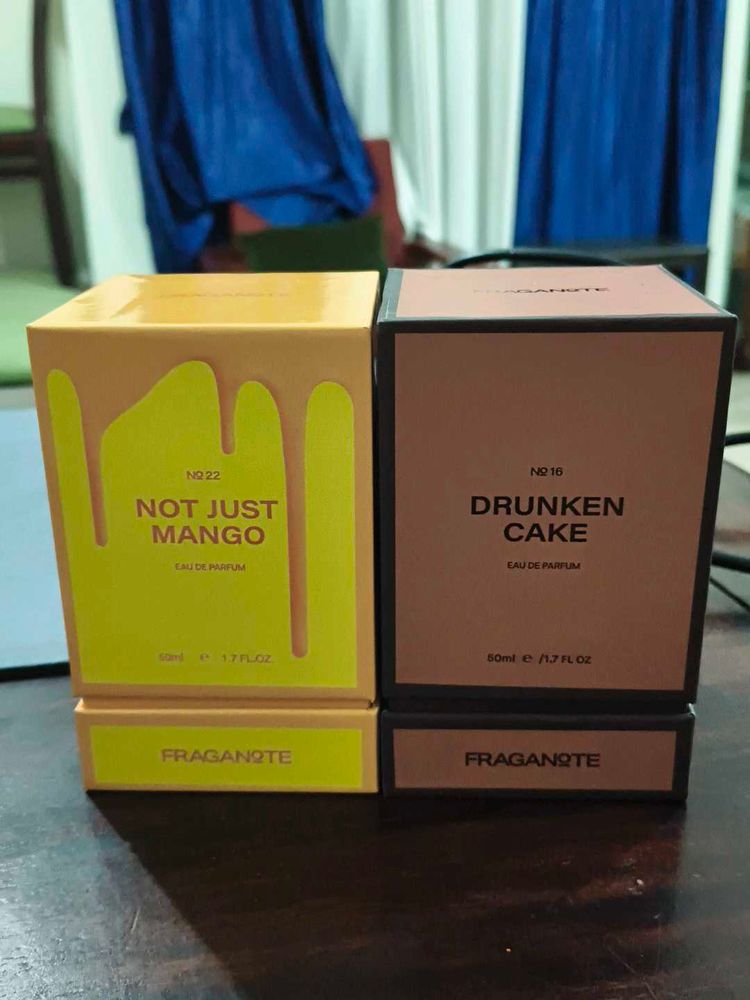 FRAGANOTE
Nº 22
NOT JUST
MANGO
EAU DE PARFUM
50ml ℮ 1.7 FL.OZ.
FRAGANOTE
FRAGANOTE
Nº 16
DRUNKEN
CAKE
EAU DE PARFUM
50ml ℮ /1.7 FL OZ
FRAGANOTE